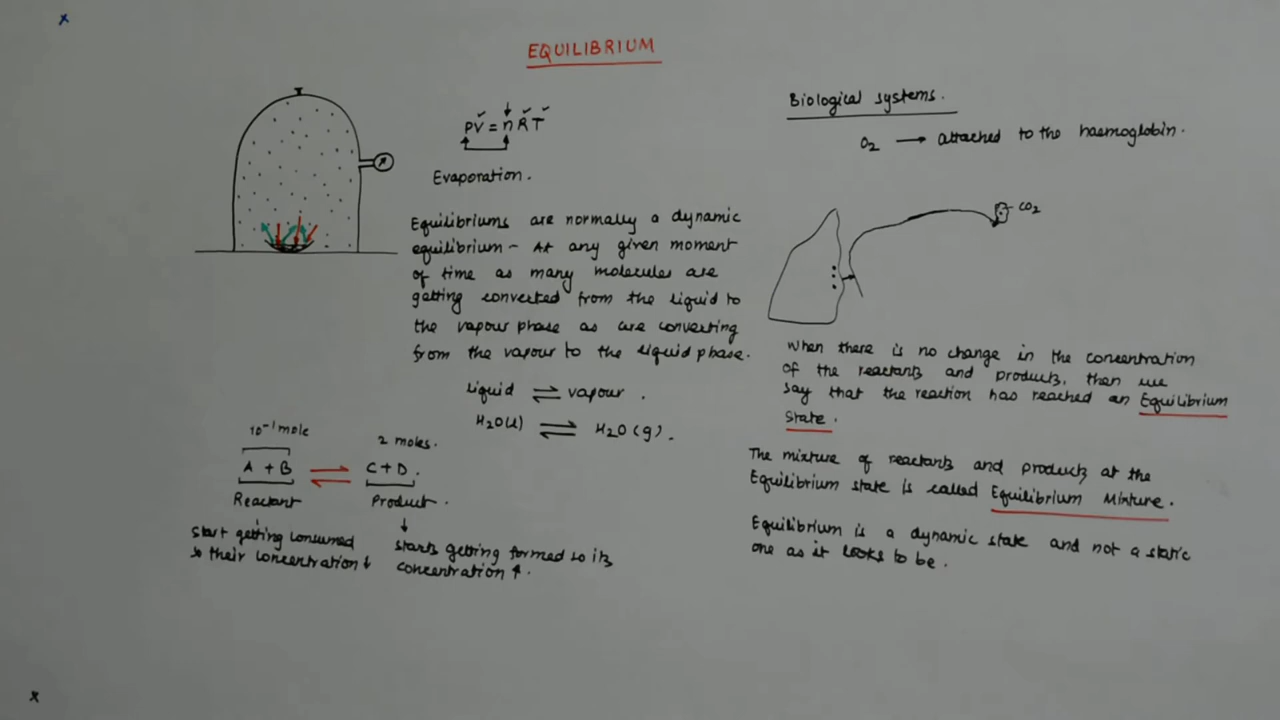 EQUILIBRIUM
PV = nRT
Evaporation.
Equilibriums are normally a dynamic
equilibrium - At any given moment
of time as many molecules are
getting converted from the liquid to
the vapour phase as are converting
from the vapour to the liquid phase.
liquid ⇌ vapour.
H2O(l) ⇌ H2O(g).
10⁻¹ mole
2 moles.
A + B ⇌ C + D.
Reactant
Product.
start getting consumed
so their concentration ↓
↓
starts getting formed so its
concentration ↑.
Biological systems.
O2 → attached to the haemoglobin.
CO2
When there is no change in the concentration
of the reactants and products, then we
say that the reaction has reached an Equilibrium
State.
The mixture of reactants and products at the
Equilibrium state is called Equilibrium Mixture.
Equilibrium is a dynamic state and not a static
one as it looks to be.